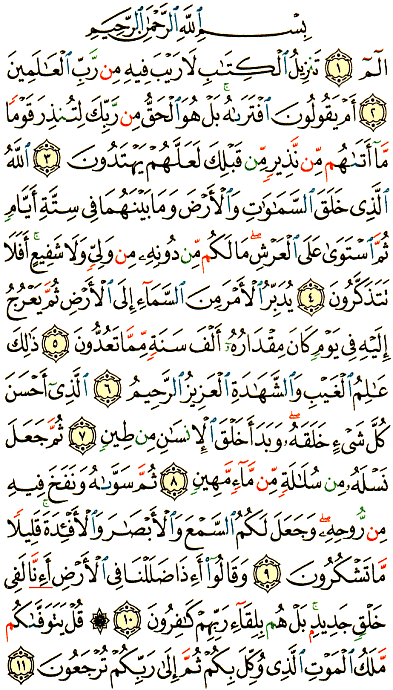 بِسْمِ اللَّهِ الرَّحْمَٰنِ الرَّحِيمِ
الٓمٓ ١ تَنزِيلُ ٱلْكِتَٰبِ لَا رَيْبَ فِيهِ مِن رَّبِّ ٱلْعَٰلَمِينَ
٢ أَمْ يَقُولُونَ ٱفْتَرَىٰهُ ۚ بَلْ هُوَ ٱلْحَقُّ مِن رَّبِّكَ لِتُنذِرَ قَوْمًا
مَّآ أَتَىٰهُم مِّن نَّذِيرٍ مِّن قَبْلِكَ لَعَلَّهُمْ يَهْتَدُونَ ٣ ٱللَّهُ
ٱلَّذِى خَلَقَ ٱلسَّمَٰوَٰتِ وَٱلْأَرْضَ وَمَا بَيْنَهُمَا فِى سِتَّةِ أَيَّامٍ
ثُمَّ ٱسْتَوَىٰ عَلَى ٱلْعَرْشِ ۖ مَا لَكُم مِّن دُونِهِۦ مِن وَلِىٍّ وَلَا شَفِيعٍ ۚ أَفَلَا
نَتَذَكَّرُونَ ٤ يُدَبِّرُ ٱلْأَمْرَ مِنَ ٱلسَّمَآءِ إِلَى ٱلْأَرْضِ ثُمَّ يَعْرُجُ
إِلَيْهِ فِى يَوْمٍ كَانَ مِقْدَارُهُۥٓ أَلْفَ سَنَةٍ مِّمَّا تَعُدُّونَ ٥ ذَٰلِكَ
عَٰلِمُ ٱلْغَيْبِ وَٱلشَّهَٰدَةِ ٱلْعَزِيزُ ٱلرَّحِيمُ ٦ ٱلَّذِىٓ أَحْسَنَ
كُلَّ شَىْءٍ خَلَقَهُۥ ۖ وَبَدَأَ خَلْقَ ٱلْإِنسَٰنِ مِن طِينٍ ٧ ثُمَّ جَعَلَ
نَسْلَهُۥ مِن سُلَٰلَةٍ مِّن مَّآءٍ مَّهِينٍ ٨ ثُمَّ سَوَّىٰهُ وَنَفَخَ فِيهِ
مِن رُّوحِهِۦ ۖ وَجَعَلَ لَكُمُ ٱلسَّمْعَ وَٱلْأَبْصَٰرَ وَٱلْأَفْـِٔدَةَ ۚ قَلِيلًا
مَّا تَشْكُرُونَ ٩ وَقَالُوٓا۟ أَءِذَا ضَلَلْنَا فِى ٱلْأَرْضِ أَءِنَّا لَفِى
خَلْقٍ جَدِيدٍۭ ۚ بَلْ هُم بِلِقَآءِ رَبِّهِمْ كَٰفِرُونَ ١٠ ۞ قُلْ يَتَوَفَّىٰكُم
مَّلَكُ ٱلْمَوْتِ ٱلَّذِى وُكِّلَ بِكُمْ ثُمَّ إِلَىٰ رَبِّكُمْ تُرْجَعُونَ ١١